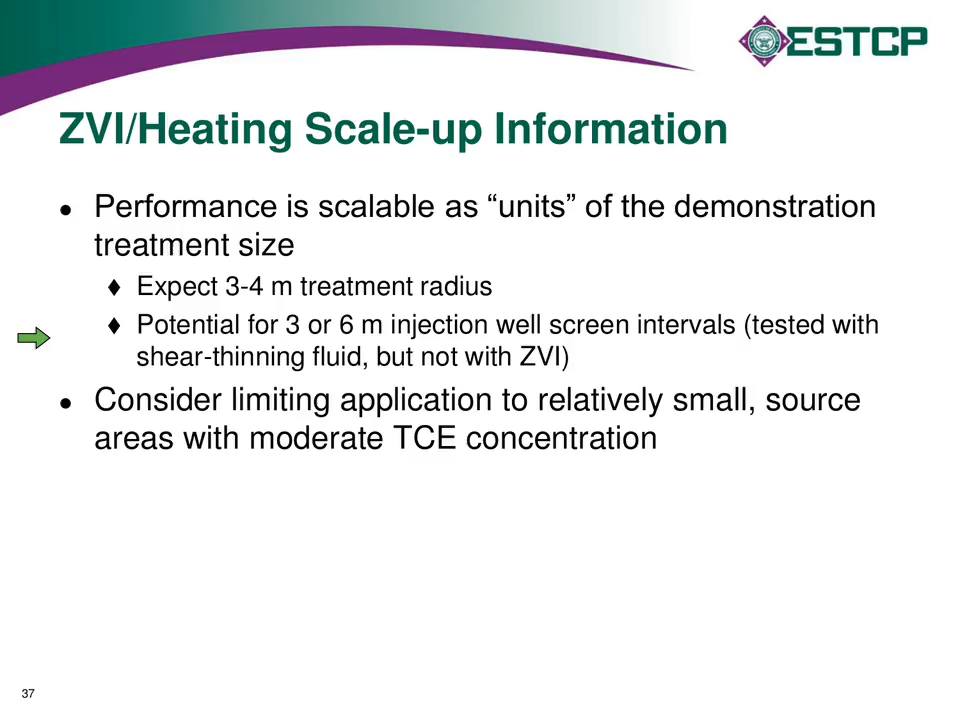 ESTCP
ZVI/Heating Scale-up Information
● Performance is scalable as “units” of the demonstration
treatment size
♦ Expect 3-4 m treatment radius
♦ Potential for 3 or 6 m injection well screen intervals (tested with
shear-thinning fluid, but not with ZVI)
● Consider limiting application to relatively small, source
areas with moderate TCE concentration
37